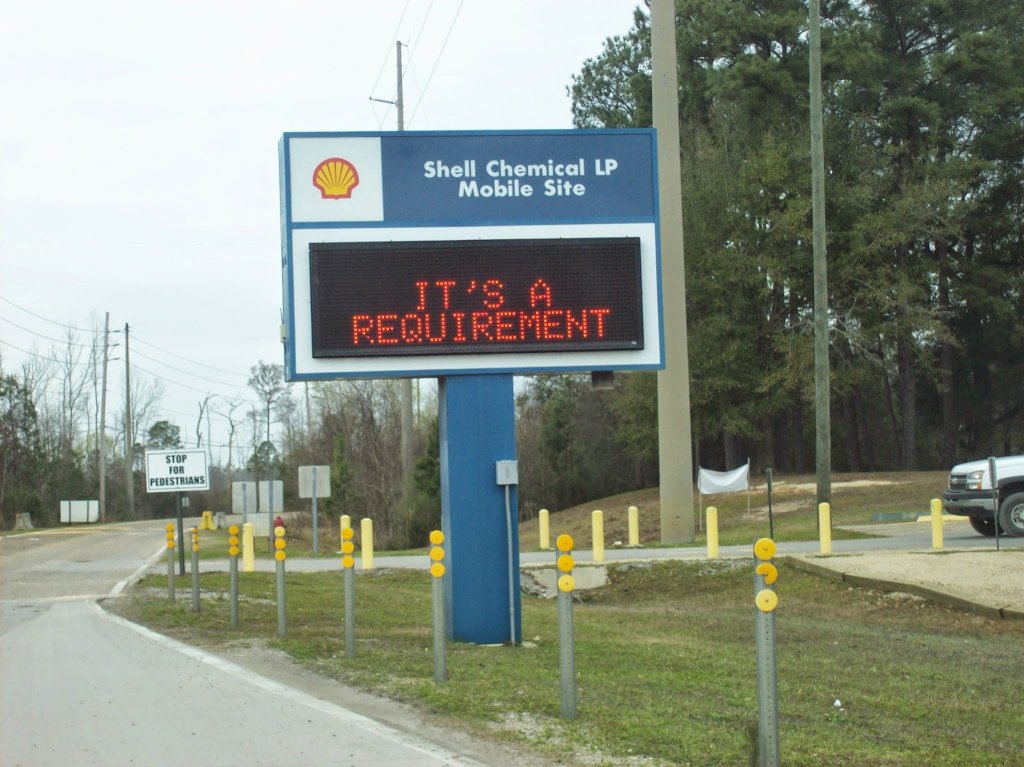 Shell Chemical LP
Mobile Site
IT'S A
REQUIREMENT
STOP
FOR
PEDESTRIANS